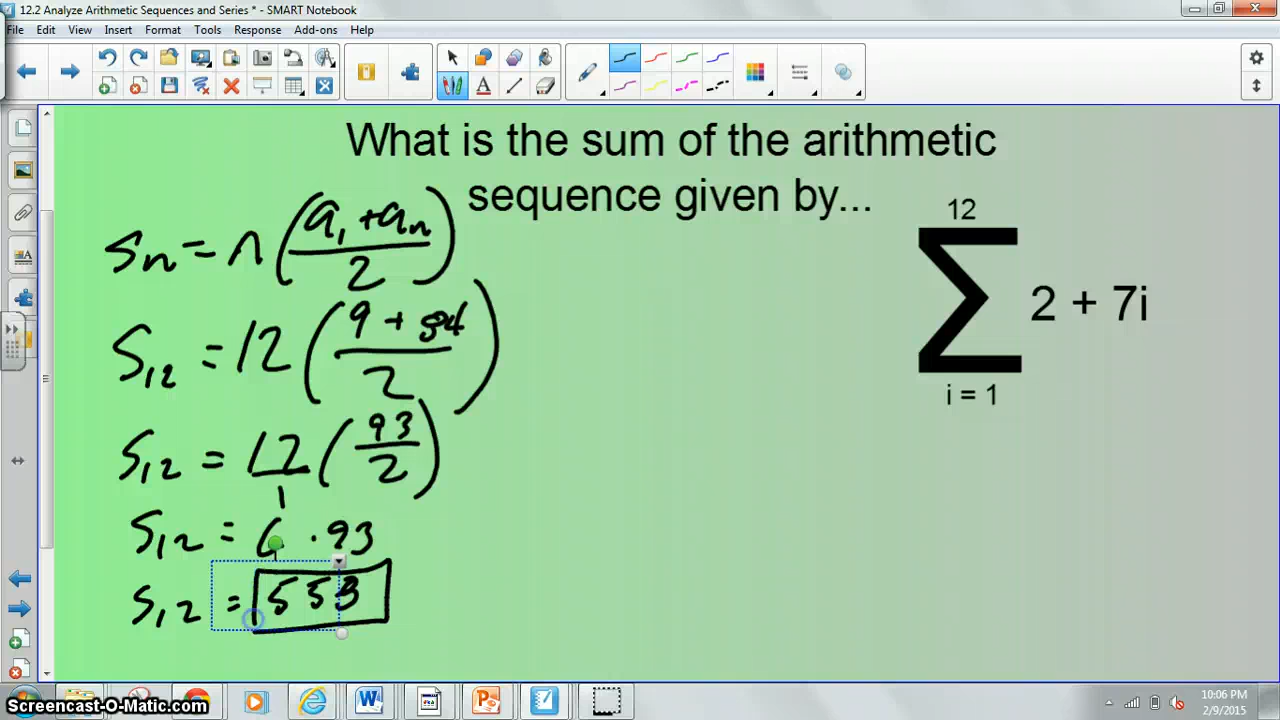 12.2 Analyze Arithmetic Sequences and Series * - SMART Notebook
File Edit View Insert Format Tools Response Add-ons Help
What is the sum of the arithmetic
sequence given by...
12
∑ 2 + 7i
i = 1
Sn = n (a1 + an / 2)
S12 = 12 (9 + 84 / 2)
S12 = 12/1 (93/2)
S12 = 6 · 93
S12 = 558
Screencast-O-Matic.com
10:06 PM
2/9/2015